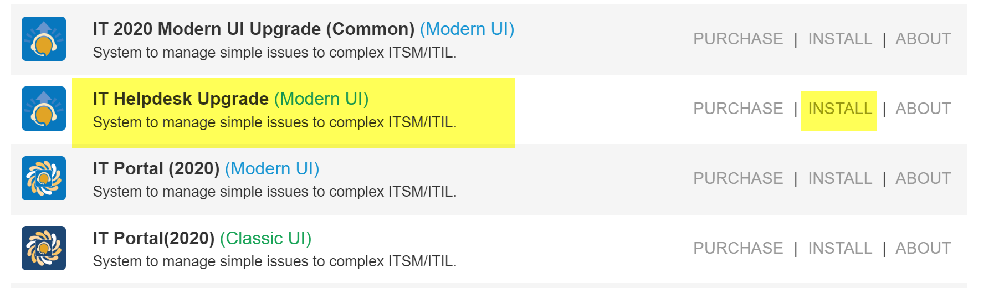 IT 2020 Modern UI Upgrade (Common) (Modern UI)
System to manage simple issues to complex ITSM/ITIL.
PURCHASE | INSTALL | ABOUT
IT Helpdesk Upgrade (Modern UI)
System to manage simple issues to complex ITSM/ITIL.
PURCHASE | INSTALL | ABOUT
IT Portal (2020) (Modern UI)
System to manage simple issues to complex ITSM/ITIL.
PURCHASE | INSTALL | ABOUT
IT Portal(2020) (Classic UI)
System to manage simple issues to complex ITSM/ITIL.
PURCHASE | INSTALL | ABOUT